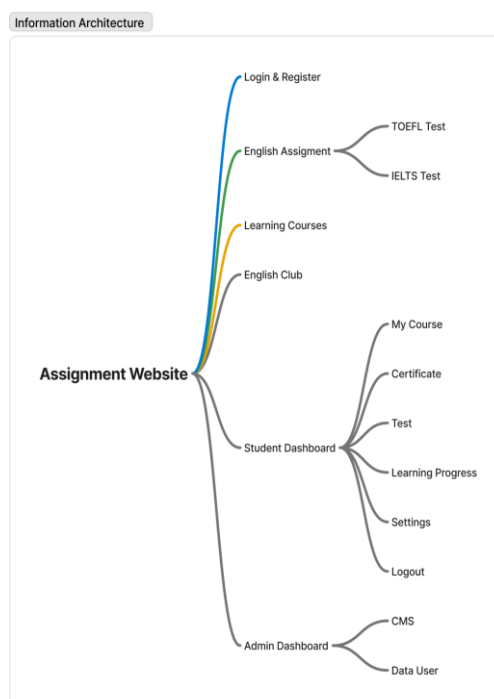 Information Architecture
Login & Register
TOEFL Test
English Assigment
IELTS Test
Learning Courses
English Club
My Course
Assignment Website
Certificate
Test
Student Dashboard
Learning Progress
Settings
Logout
CMS
Admin Dashboard
Data User